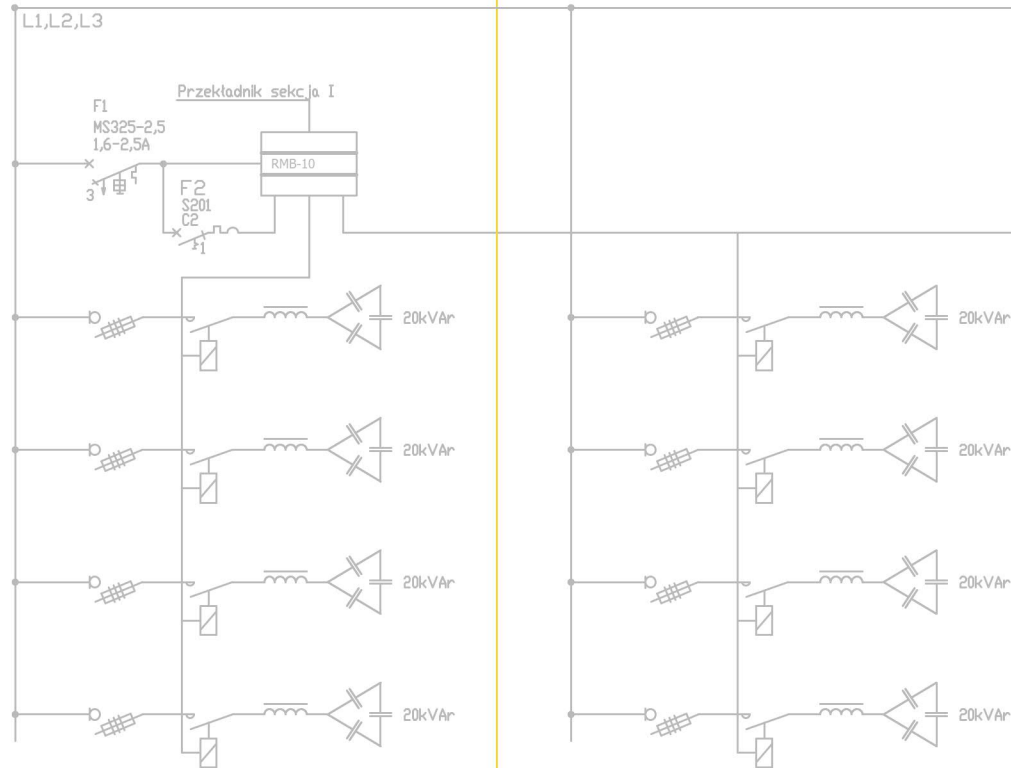 L1,L2,L3
Przekładnik sekcja I
F1
MS325-2,5
1,6-2,5A
RMB-10
3
F2
S201
C2
1
20kVAr
20kVAr
20kVAr
20kVAr
20kVAr
20kVAr
20kVAr
20kVAr